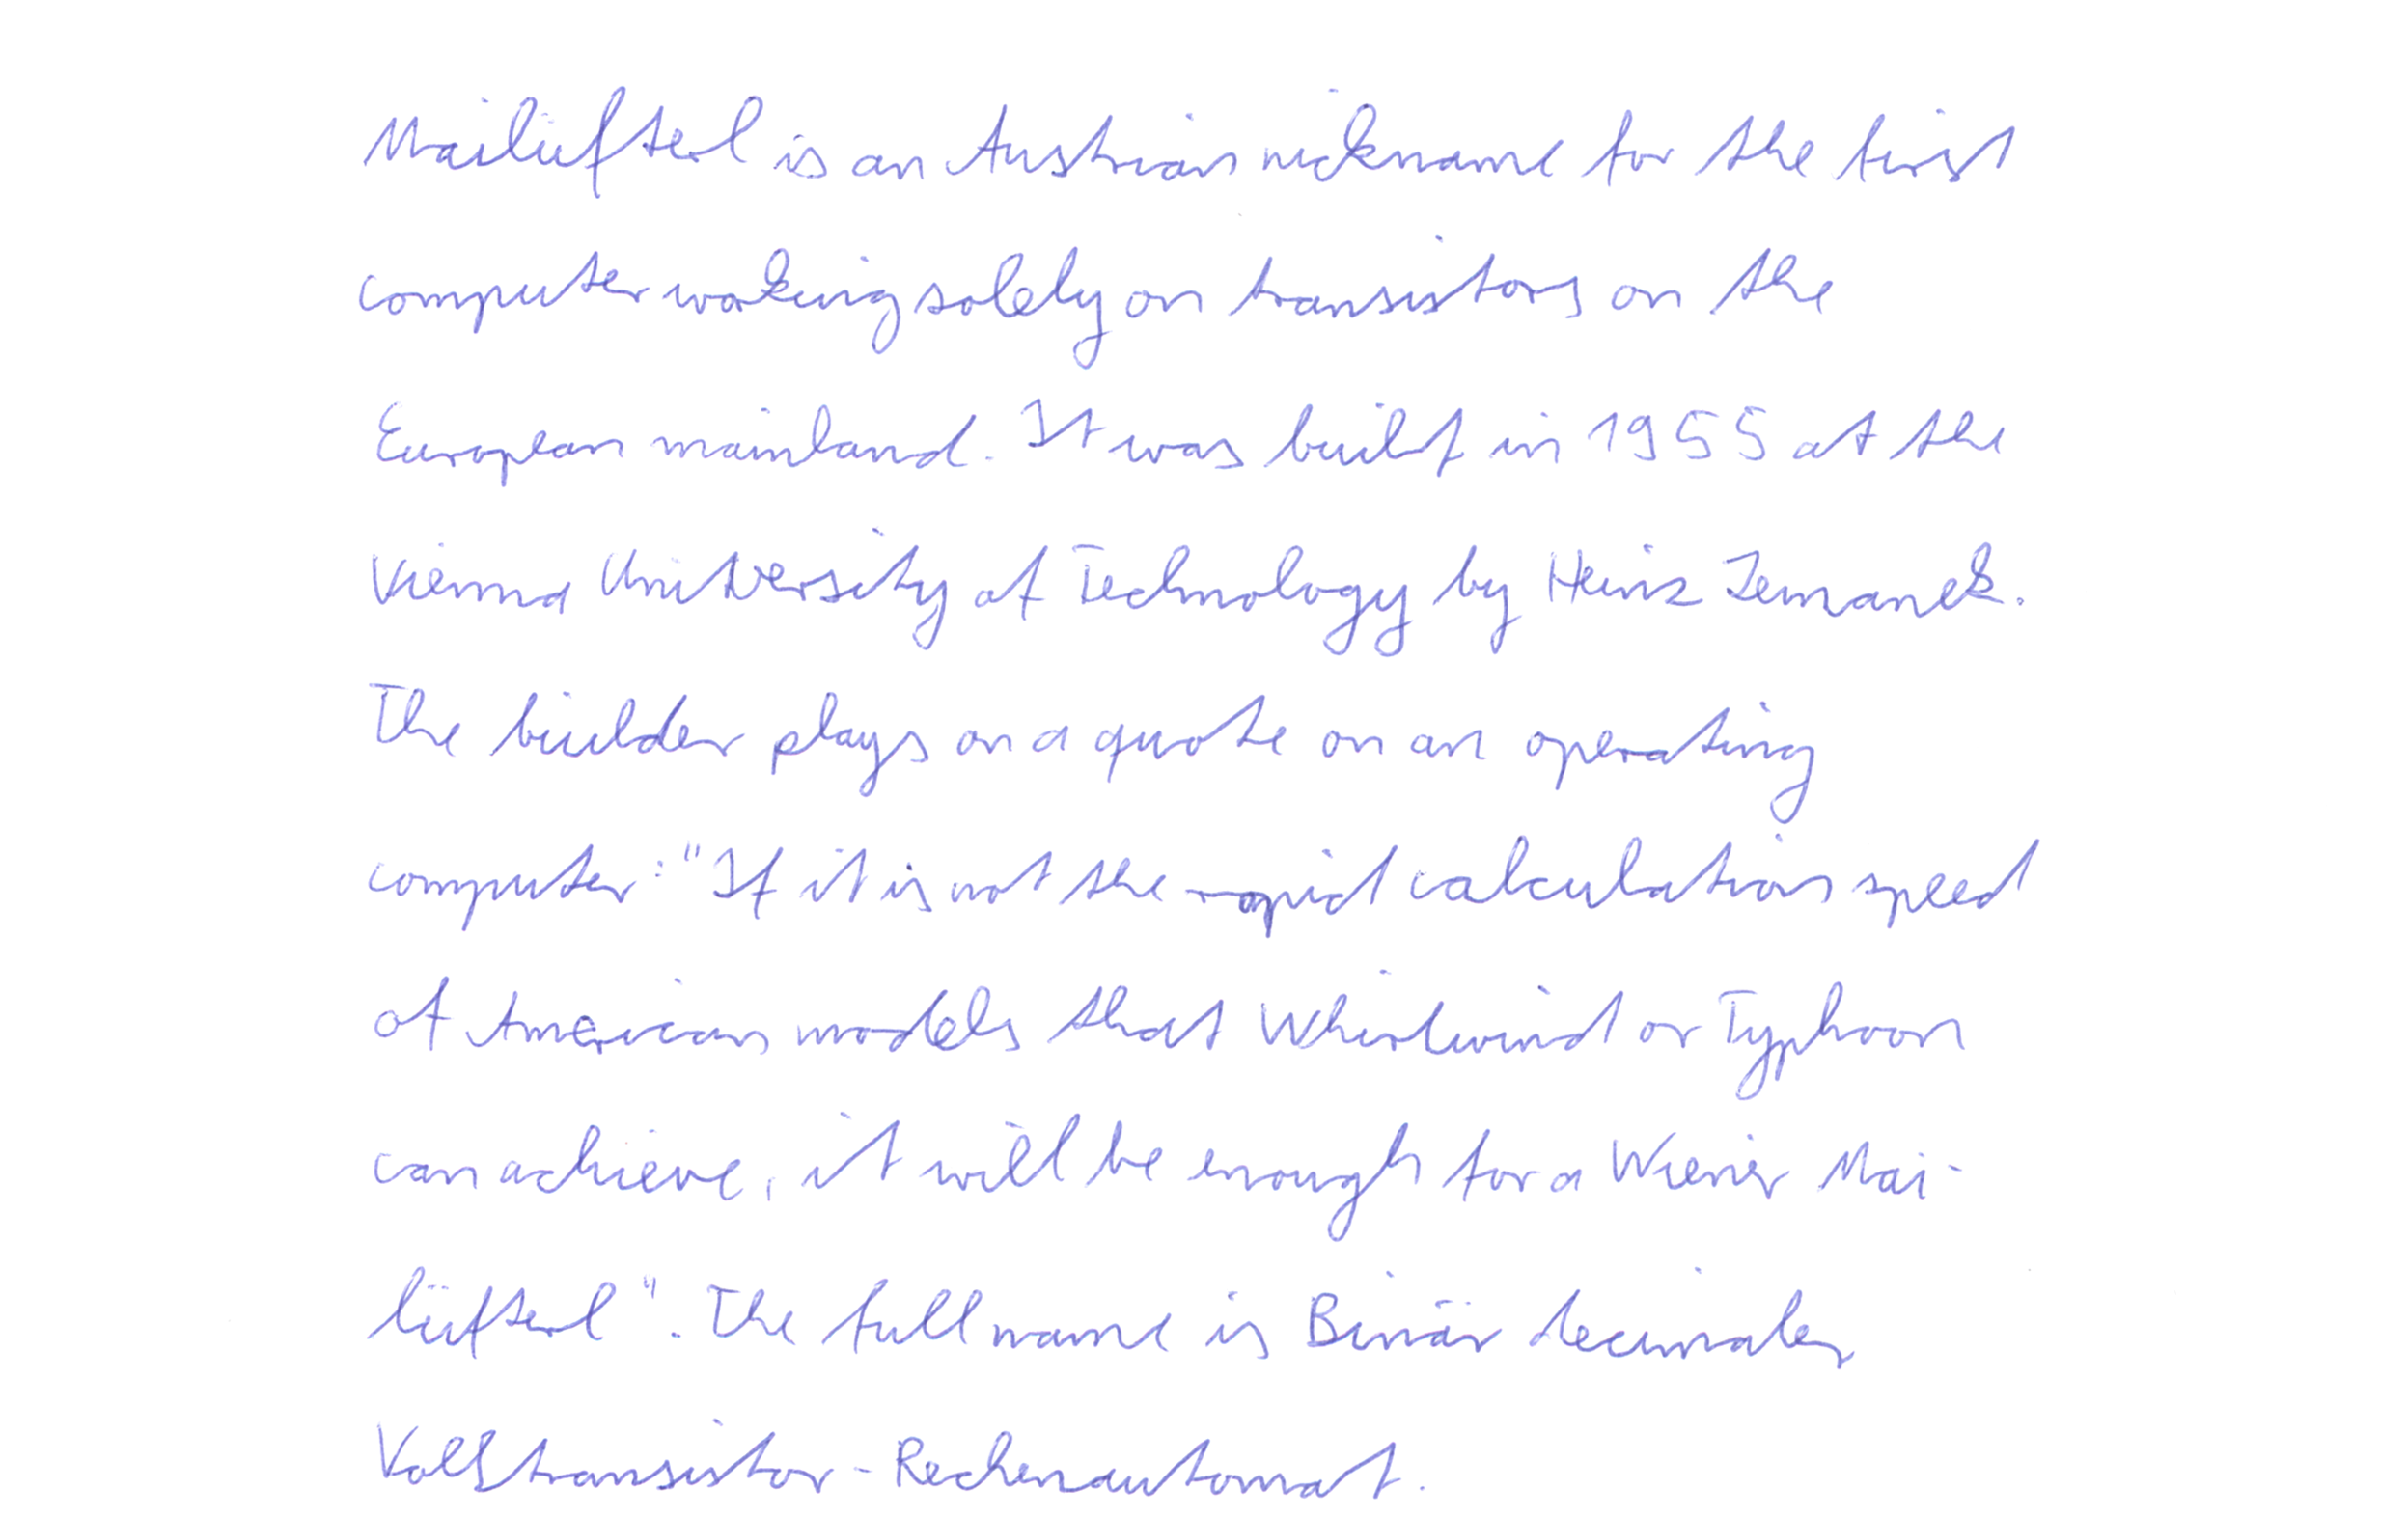 Mailüfterl is an Austrian nickname for the first
computer working solely on transistors on the
European mainland. It was built in 1955 at the
Vienna University of Technology by Heinz Zemanek.
The builder plays on a quote on an operating
computer: "If it is not the rapid calculation speed
of American models that Whirlwind or Typhoon
can achieve, it will be enough for a Wiener Mai-
lüfterl". The full name is Binär dezimaler
Volltransistor-Rechenautomat.